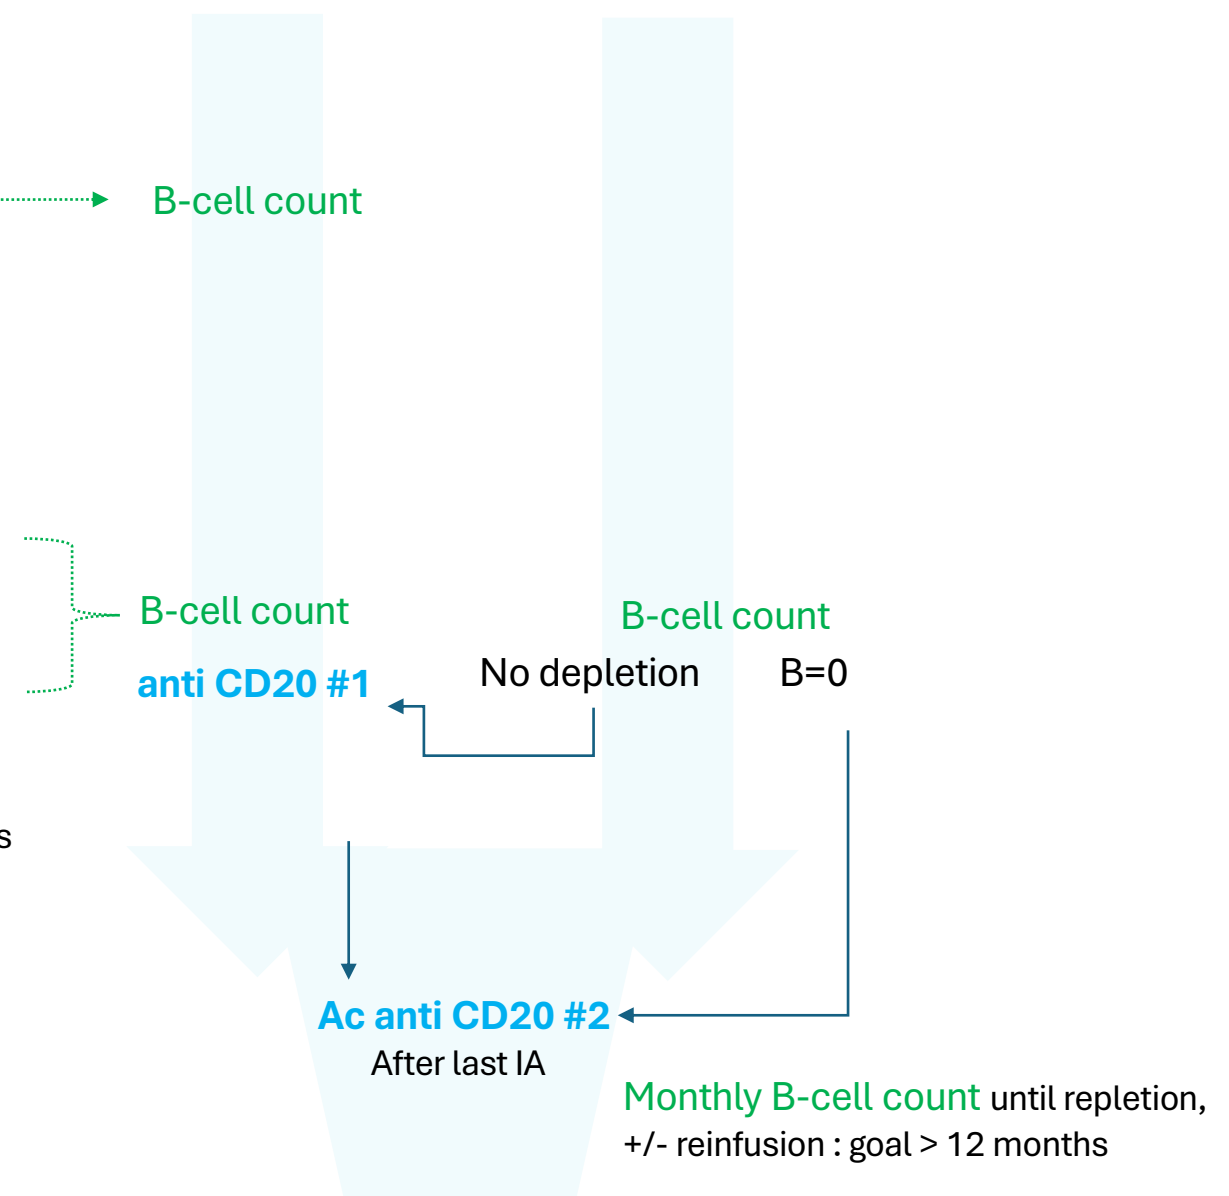 B-cell count
B-cell count
B-cell count
anti CD20 #1
No depletion
B=0
s
Ac anti CD20 #2
After last IA
Monthly B-cell count until repletion,
+/- reinfusion : goal > 12 months